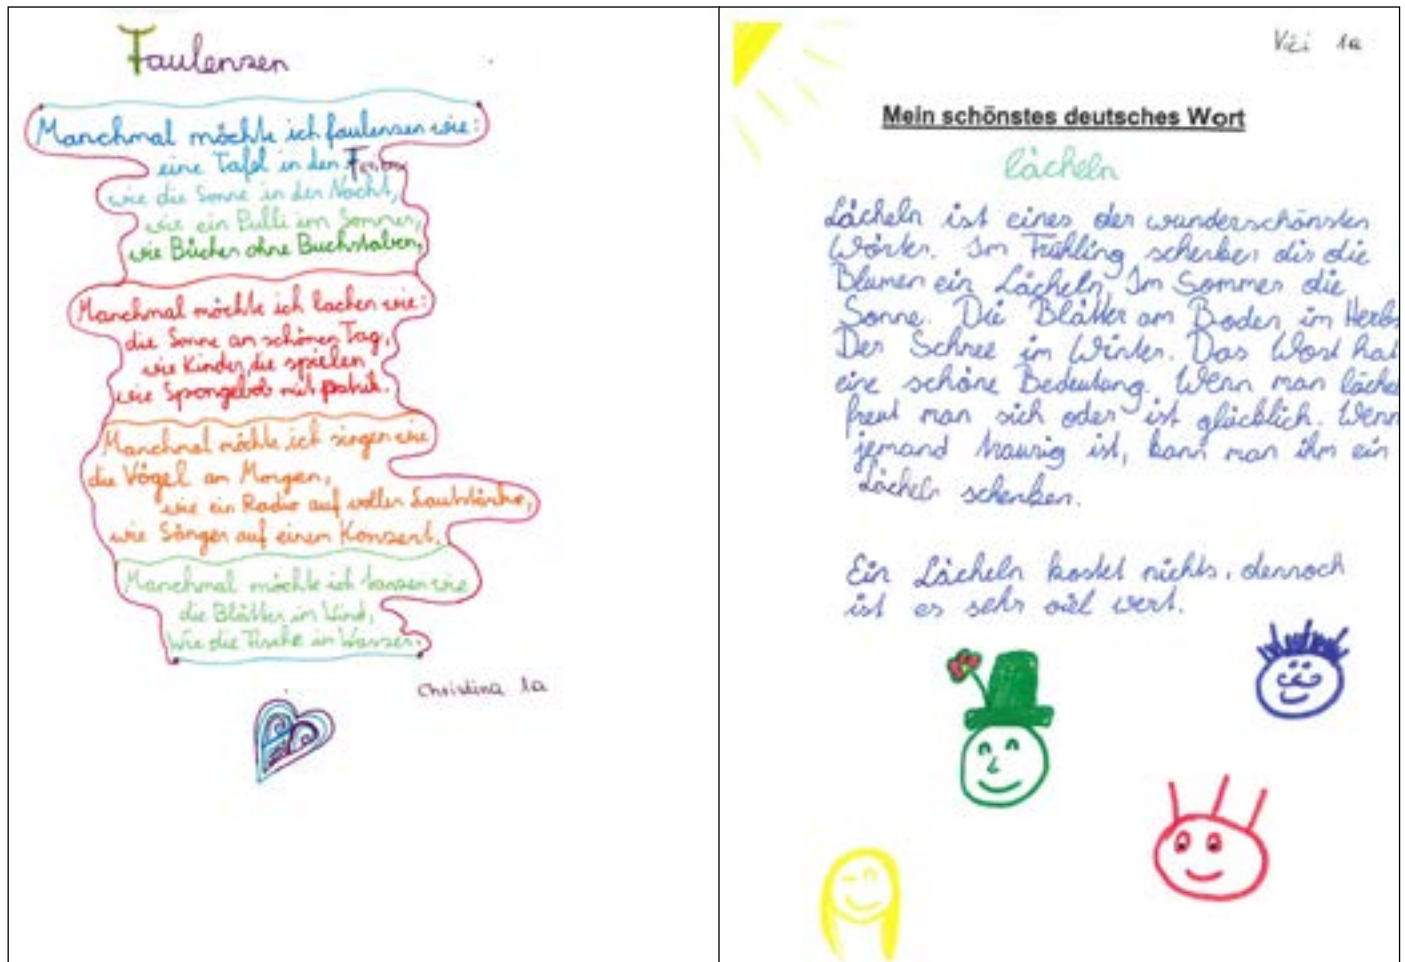 Faulenzen
Manchmal möchte ich faulenzen wie:
eine Tafel in den Ferien,
wie die Sonne in der Nacht,
wie ein Pulli im Sommer,
wie Bücher ohne Buchstaben,
Manchmal möchte ich lachen wie:
die Sonne am schönen Tag,
wie Kinder, die spielen
wie Spongebob mit patrik.
Manchmal möchte ich singen wie
die Vögel am Morgen,
wie ein Radio auf voller Lautstärke,
wie Sänger auf einem Konzert.
Manchmal möchte ich tanzen wie
die Blätter im Wind,
Wie die Fische im Wasser.
Christina 1a
Vici 1a
Mein schönstes deutsches Wort
lächeln
Lächeln ist eines der wunderschönsten
Wörter. Im Frühling schenken dir die
Blumen ein Lächeln. Im Sommer die
Sonne. Die Blätter am Boden im Herbs
Der Schnee im Winter. Das Wort hat
eine schöne Bedeutung. Wenn man läche
freut man sich oder ist glücklich. Wenn
jemand traurig ist, kann man ihm ein
Lächeln schenken.
Ein Lächeln kostet nichts, dennoch
ist es sehr viel wert.